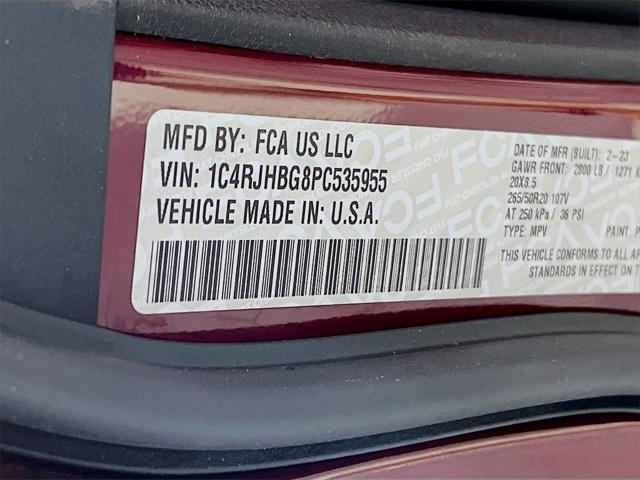 MFD BY: FCA US LLC
VIN: 1C4RJHBG8PC535955
VEHICLE MADE IN: U.S.A.
DATE OF MFR (BUILT): 2-23
GAWR FRONT: 2800 LB / 1271 K
20X8.5
265/50R20 107V
AT 250 kPa / 36 PSI
TYPE: MPV PAINT: P
THIS VEHICLE CONFORMS TO ALL AP
STANDARDS IN EFFECT ON T